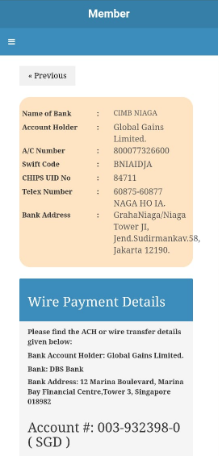 Member
« Previous
Name of Bank : CIMB NIAGA
Account Holder : Global Gains
Limited.
A/C Number : 800077326600
Swift Code : BNIAIDJA
CHIPS UID No : 84711
Telex Number : 60875-60877
NAGA HO IA.
Bank Address : GrahaNiaga/Niaga
Tower JI,
Jend.Sudirmankav.58,
Jakarta 12190.
Wire Payment Details
Please find the ACH or wire transfer details
given below:
Bank Account Holder: Global Gains Limited.
Bank: DBS Bank
Bank Address: 12 Marina Boulevard, Marina
Bay Financial Centre,Tower 3, Singapore
018982
Account #: 003-932398-0
( SGD )